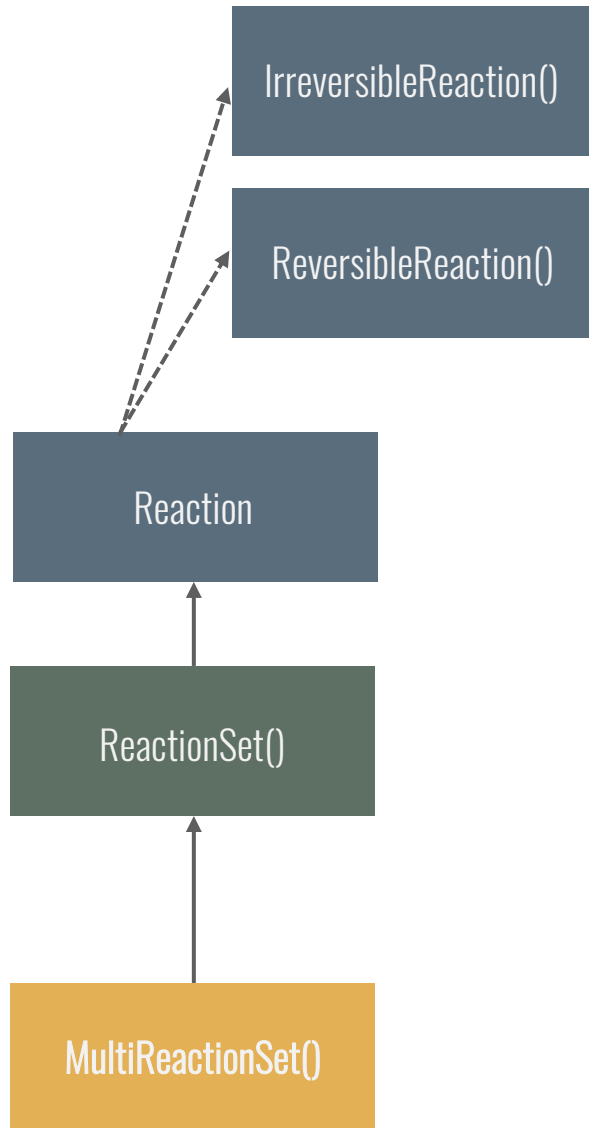 IrreversibleReaction()
ReversibleReaction()
Reaction
ReactionSet()
MultiReactionSet()